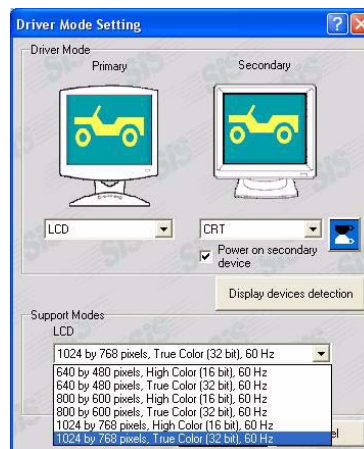 Driver Mode Setting
Driver Mode
Primary
Secondary
LCD
CRT
Power on secondary
device
Display devices detection
Support Modes
LCD
1024 by 768 pixels, True Color (32 bit), 60 Hz
640 by 480 pixels, High Color (16 bit), 60 Hz
640 by 480 pixels, True Color (32 bit), 60 Hz
800 by 600 pixels, High Color (16 bit), 60 Hz
800 by 600 pixels, True Color (32 bit), 60 Hz
1024 by 768 pixels, High Color (16 bit), 60 Hz
1024 by 768 pixels, True Color (32 bit), 60 Hz
el